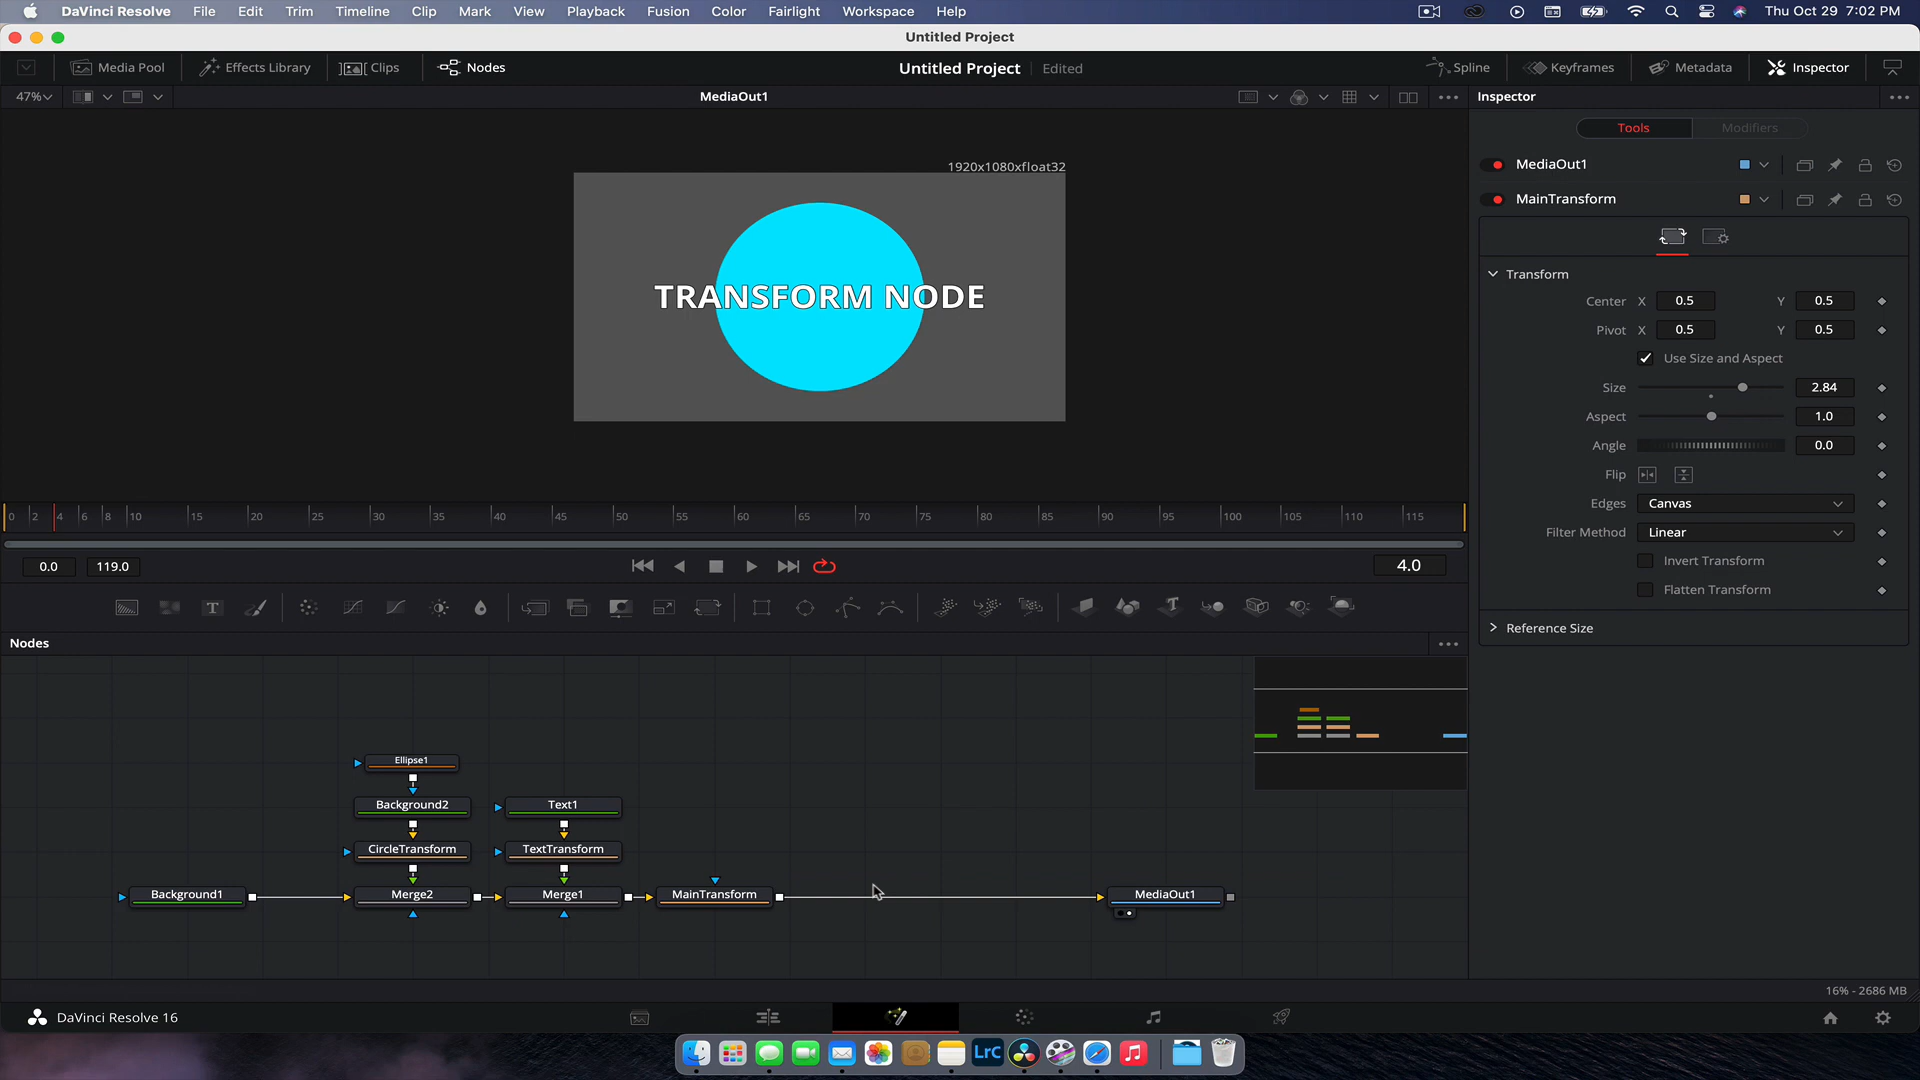 DaVinci Resolve File Edit Trim Timeline Clip Mark View Playback Fusion Color Fairlight Workspace Help Thu Oct 29 7:02 PM
Untitled Project
Media Pool Effects Library Clips Nodes Untitled Project Edited Spline Keyframes Metadata Inspector
47% MediaOut1 Inspector
Tools Modifiers
1920x1080xfloat32
MediaOut1
MainTransform
TRANSFORM NODE
Transform
Center X 0.5 Y 0.5
Pivot X 0.5 Y 0.5
Use Size and Aspect
Size 2.84
Aspect 1.0
Angle 0.0
Flip
Edges Canvas
Filter Method Linear
Invert Transform
Flatten Transform
Reference Size
0 2 4 6 8 10 15 20 25 30 35 40 45 50 55 60 65 70 75 80 85 90 95 100 105 110 115
0.0 119.0 4.0
Nodes
Ellipse1
Background2 Text1
CircleTransform TextTransform
Background1 Merge2 Merge1 MainTransform MediaOut1
16% - 2686 MB
DaVinci Resolve 16
LrC